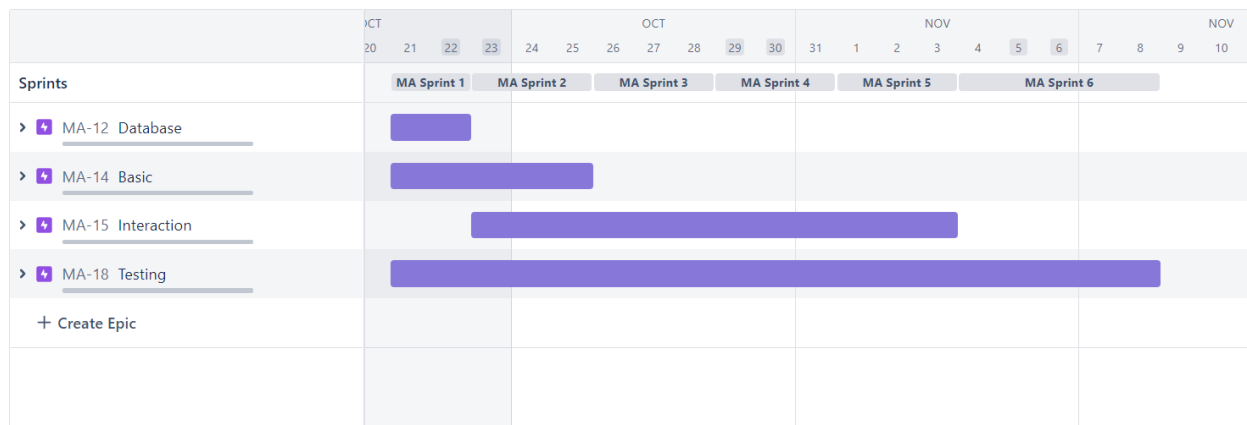 OCT OCT NOV NOV
20 21 22 23 24 25 26 27 28 29 30 31 1 2 3 4 5 6 7 8 9 10
Sprints MA Sprint 1 MA Sprint 2 MA Sprint 3 MA Sprint 4 MA Sprint 5 MA Sprint 6
MA-12 Database
MA-14 Basic
MA-15 Interaction
MA-18 Testing
+ Create Epic